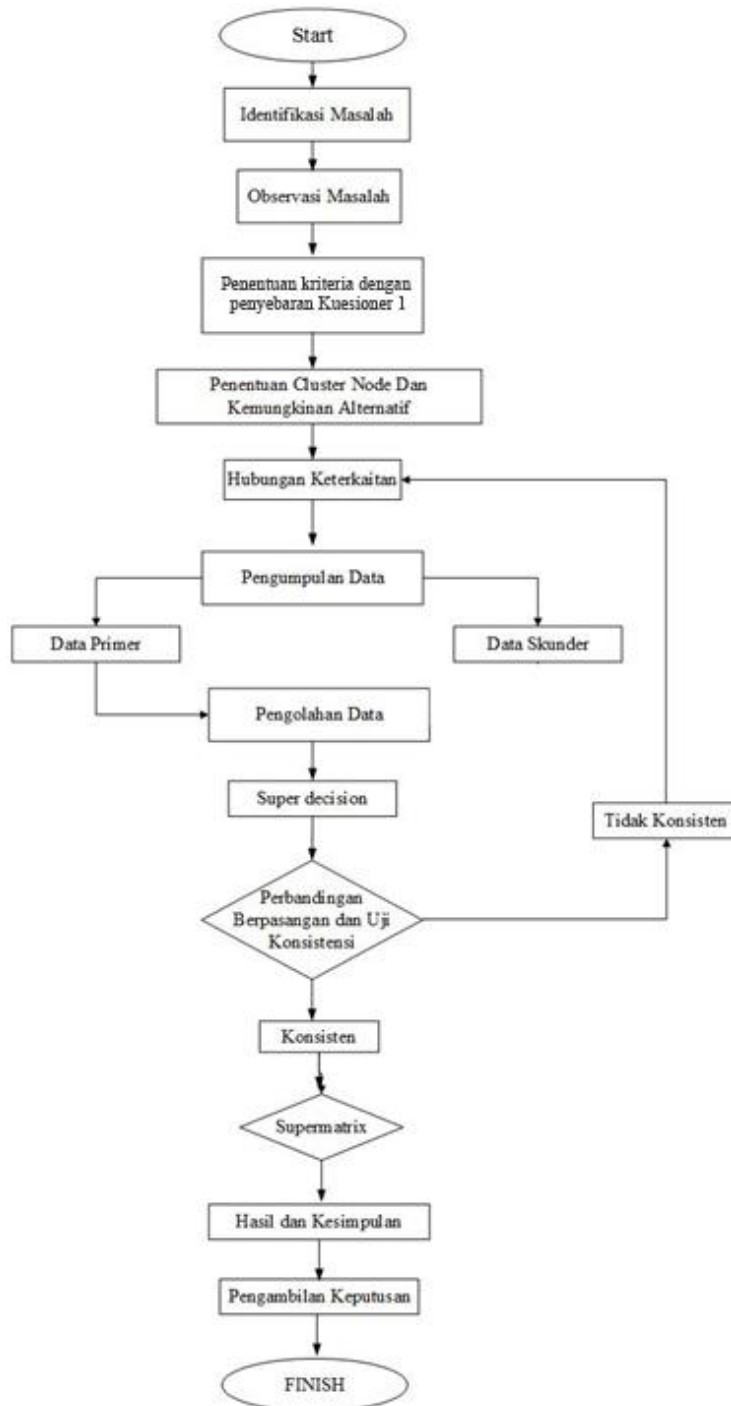 Start
Identifikasi Masalah
Observasi Masalah
Penentuan kriteria dengan
penyebaran Kuesioner 1
Penentuan Cluster Node Dan
Kemungkinan Alternatif
Hubungan Keterkaitan
Pengumpulan Data
Data Primer
Data Skunder
Pengolahan Data
Super decision
Tidak Konsisten
Perbandingan
Berpasangan dan Uji
Konsistensi
Konsisten
Supermatrix
Hasil dan Kesimpulan
Pengambilan Keputusan
FINISH